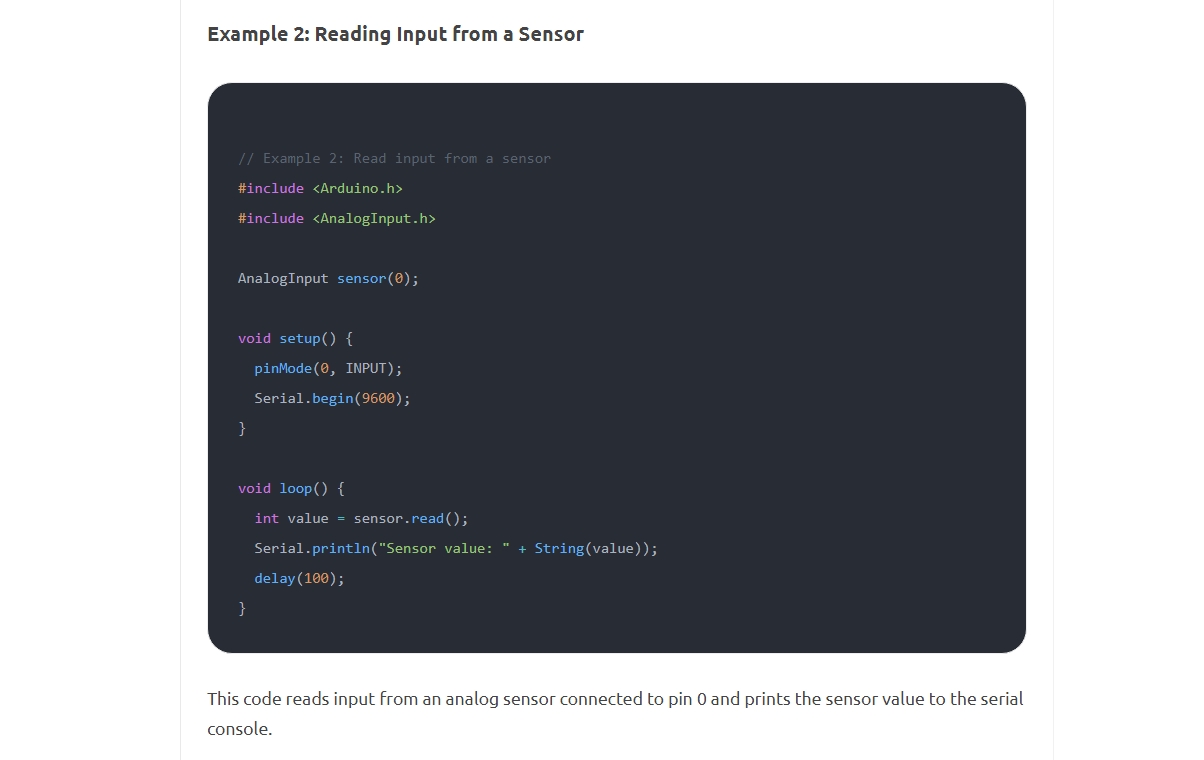 Example 2: Reading Input from a Sensor
// Example 2: Read input from a sensor
#include <Arduino.h>
#include <AnalogInput.h>
AnalogInput sensor(0);
void setup() {
  pinMode(0, INPUT);
  Serial.begin(9600);
}
void loop() {
  int value = sensor.read();
  Serial.println("Sensor value: " + String(value));
  delay(100);
}
This code reads input from an analog sensor connected to pin 0 and prints the sensor value to the serial
console.